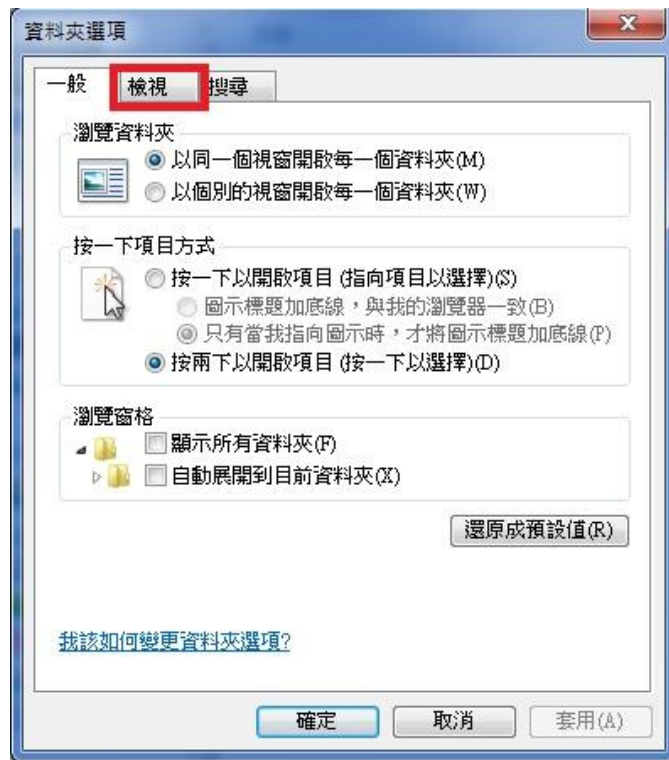 資料夾選項
一般
檢視
搜尋
瀏覽資料夾
以同一個視窗開啟每一個資料夾(M)
以個別的視窗開啟每一個資料夾(W)
按一下項目方式
按一下以開啟項目 (指向項目以選擇)(S)
圖示標題加底線，與我的瀏覽器一致(B)
只有當我指向圖示時，才將圖示標題加底線(P)
按兩下以開啟項目 (按一下以選擇)(D)
瀏覽窗格
顯示所有資料夾(F)
自動展開到目前資料夾(X)
還原成預設值(R)
我該如何變更資料夾選項?
確定
取消
套用(A)